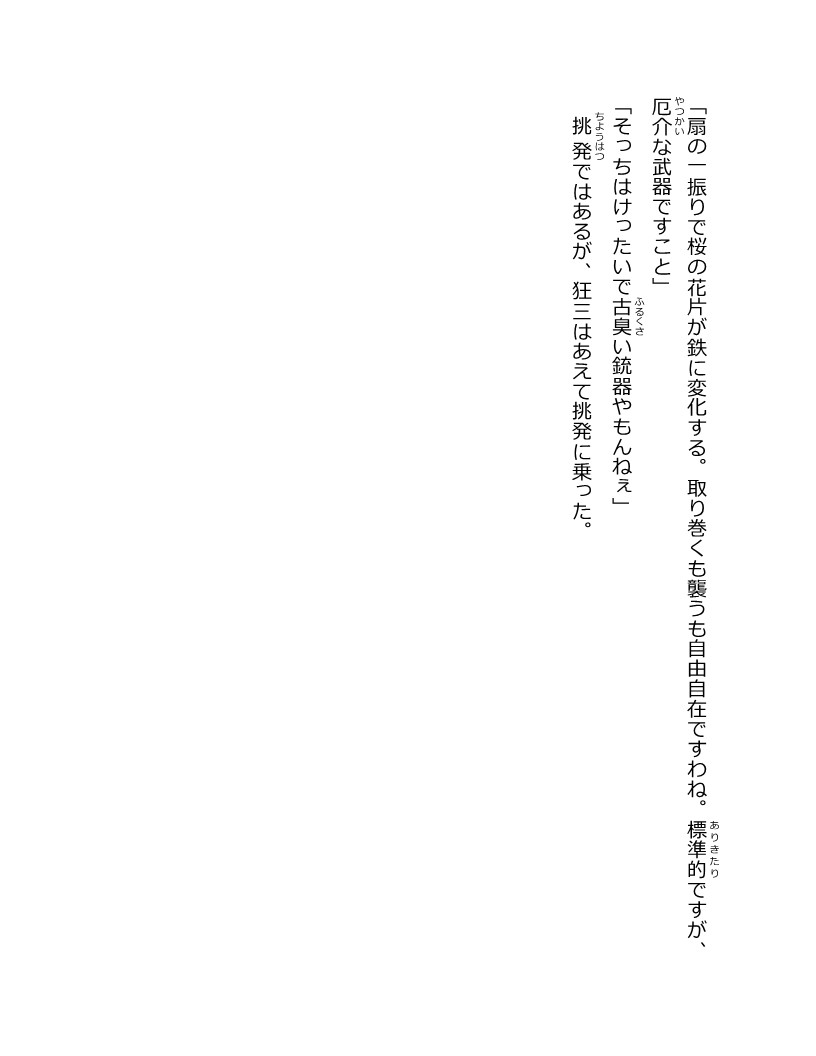 「扇の一振りで桜の花片が鉄に変化する。取り巻くも襲うも自由自在ですわね。標準的ですが、
厄介な武器ですこと」
「そっちはけったいで古臭い銃器やもんねぇ」
挑発ではあるが、狂三はあえて挑発に乗った。